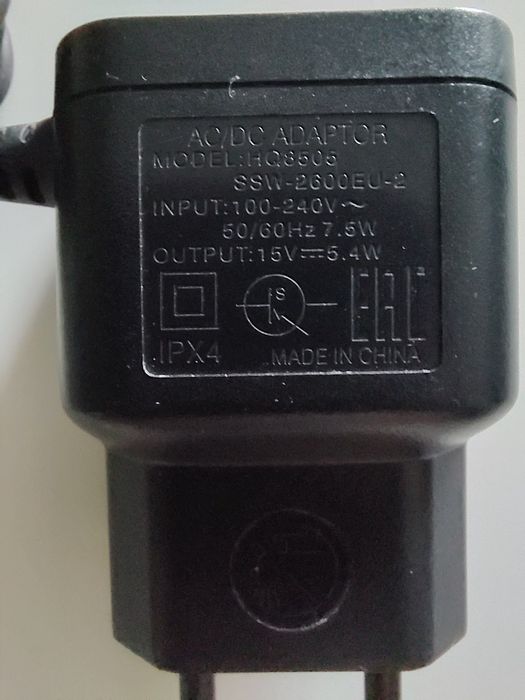 AC/DC ADAPTOR
MODEL:HQ8505
SSW-2600EU-2
INPUT:100-240V~
50/60Hz 7.5W
OUTPUT:15V⎓5.4W
S
EAC
IPX4
MADE IN CHINA